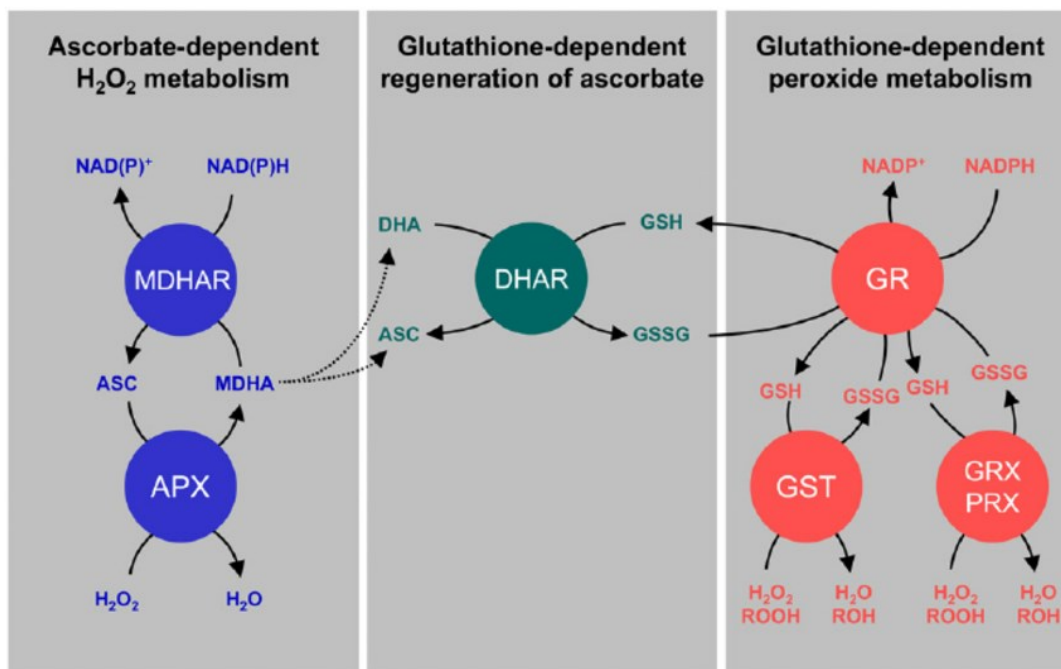 Ascorbate-dependent
H₂O₂ metabolism
NAD(P)⁺ NAD(P)H
MDHAR
ASC MDHA
APX
H₂O₂ H₂O
Glutathione-dependent
regeneration of ascorbate
DHA GSH
DHAR
ASC GSSG
Glutathione-dependent
peroxide metabolism
NADP⁺ NADPH
GR
GSH GSSG GSH GSSG
GST
GRX
PRX
H₂O₂ H₂O H₂O₂ H₂O
ROOH ROH ROOH ROH